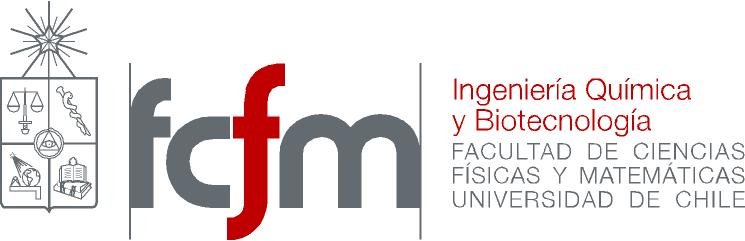 fcfm
Ingeniería Química
y Biotecnología
FACULTAD DE CIENCIAS
FÍSICAS Y MATEMÁTICAS
UNIVERSIDAD DE CHILE